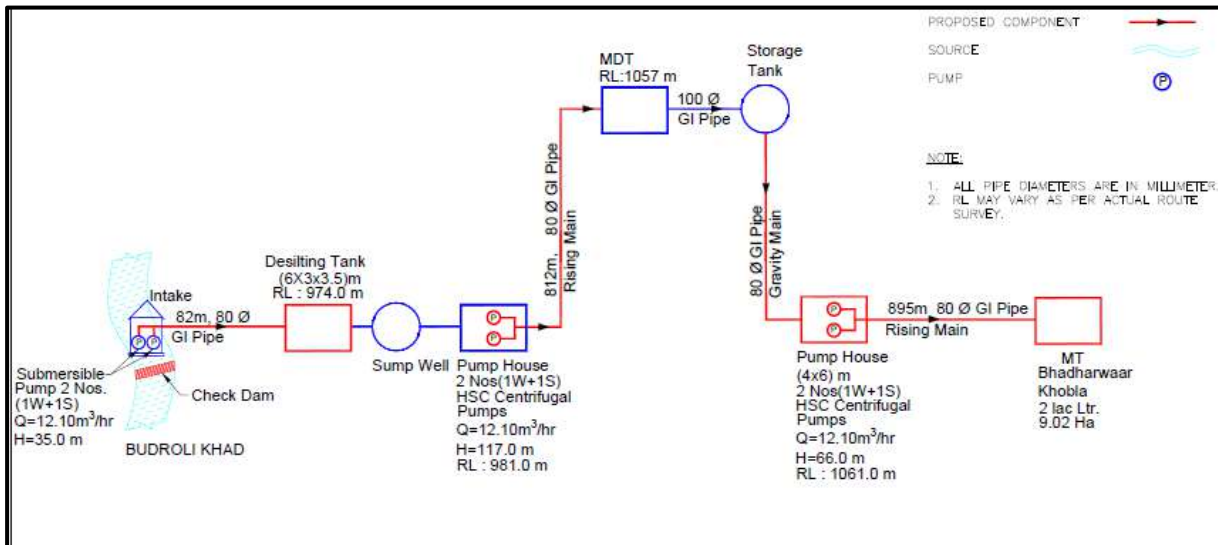 PROPOSED COMPONENT
SOURCE
PUMP
P
NOTE:
1. ALL PIPE DIAMETERS ARE IN MILLIMETER.
2. RL MAY VARY AS PER ACTUAL ROUTE
SURVEY.
Intake
P P
82m, 80 Ø
GI Pipe
Submersible
Pump 2 Nos.
(1W+1S)
Q=12.10m³/hr
H=35.0 m
Check Dam
BUDROLI KHAD
Desilting Tank
(6X3x3.5)m
RL : 974.0 m
Sump Well
P
P
Pump House
2 Nos(1W+1S)
HSC Centrifugal
Pumps
Q=12.10m³/hr
H=117.0 m
RL : 981.0 m
812m, 80 Ø GI Pipe
Rising Main
MDT
RL:1057 m
100 Ø
GI Pipe
Storage
Tank
80 Ø GI Pipe
Gravity Main
P
P
Pump House
(4x6) m
2 Nos(1W+1S)
HSC Centrifugal
Pumps
Q=12.10m³/hr
H=66.0 m
RL : 1061.0 m
895m 80 Ø GI Pipe
Rising Main
MT
Bhadharwaar
Khobla
2 lac Ltr.
9.02 Ha